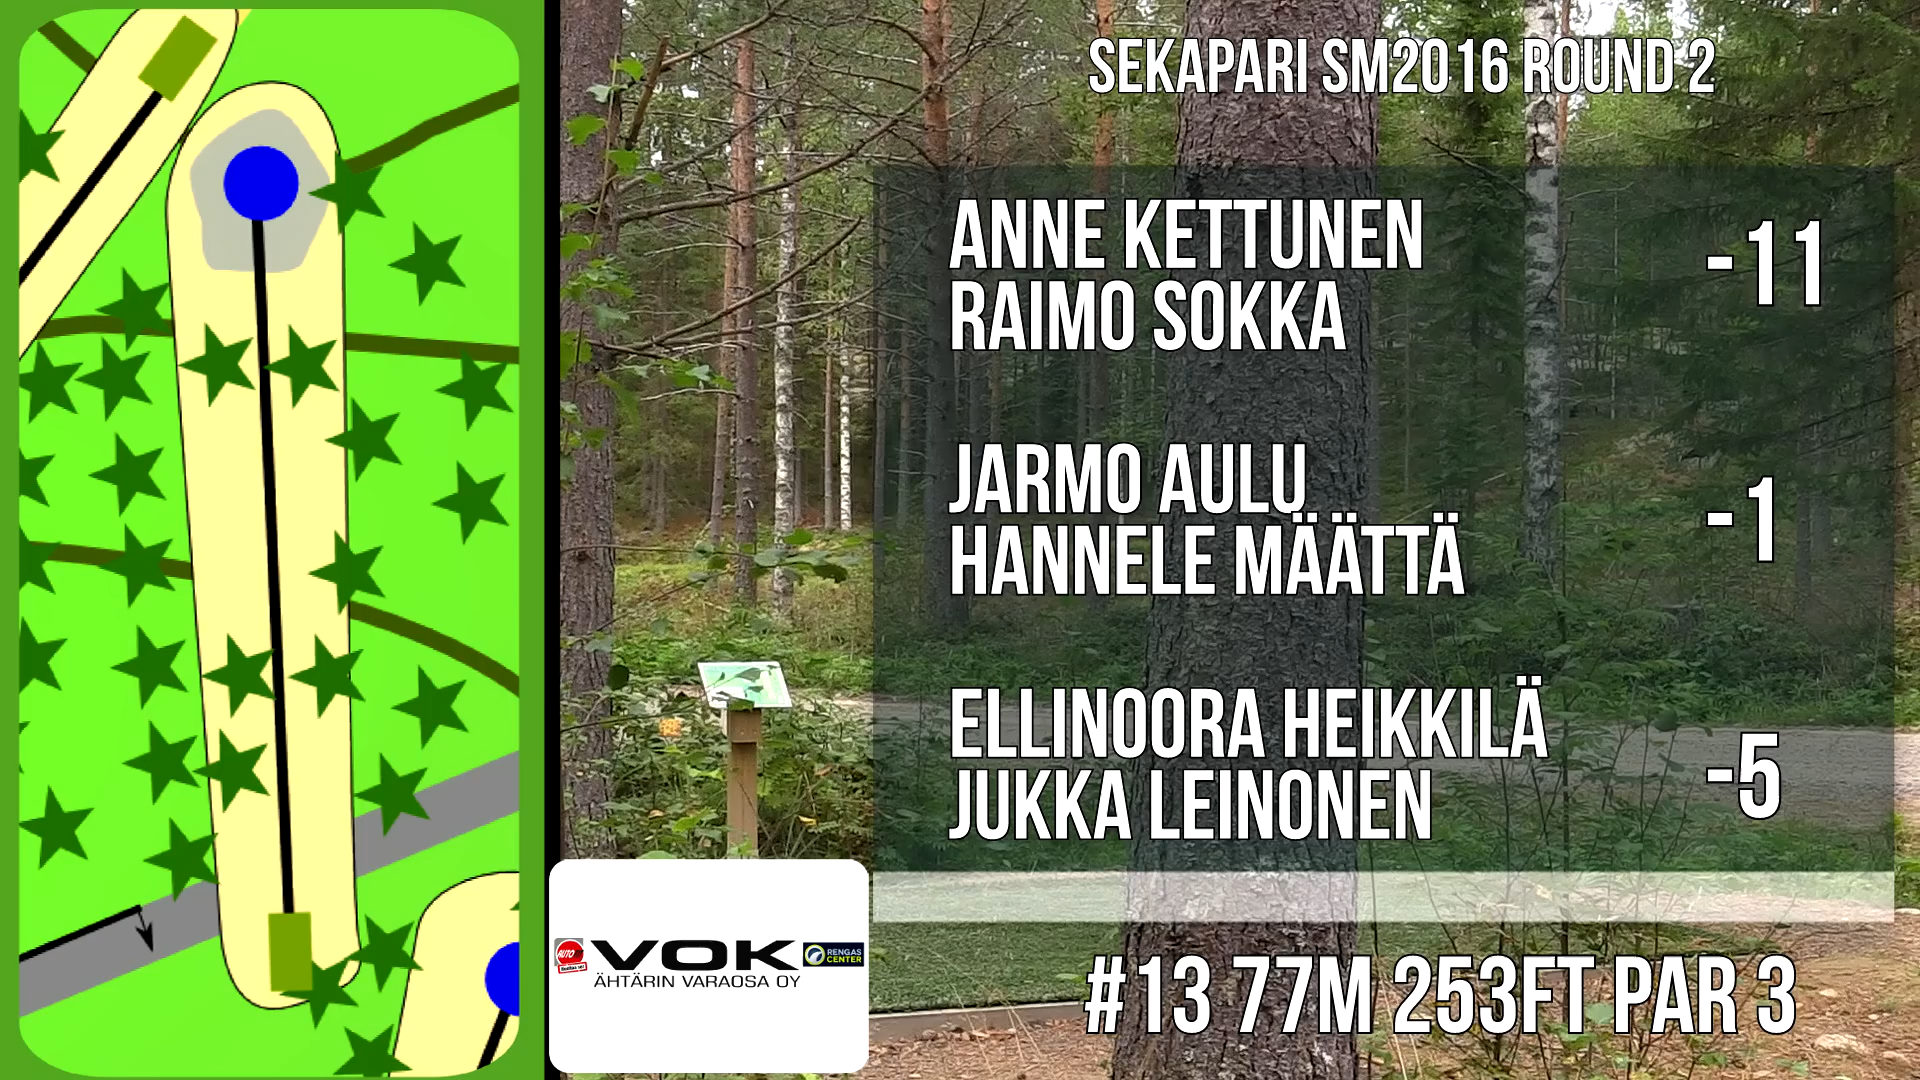 SEKAPARI SM2016 ROUND 2
ANNE KETTUNEN
RAIMO SOKKA
-11
JARMO AULU
HANNELE MÄÄTTÄ
-1
ELLINOORA HEIKKILÄ
JUKKA LEINONEN
-5
AUTO
VOK
RENGAS
CENTER
ÄHTÄRIN VARAOSA OY
#13 77M 253FT PAR 3